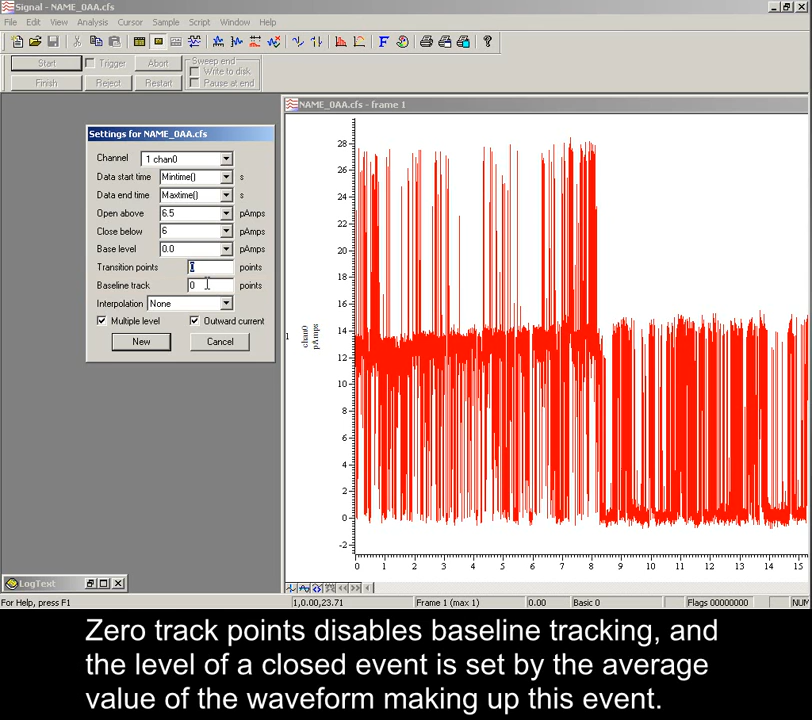 Signal - NAME_0AA.cfs
File Edit View Analysis Cursor Sample Script Window Help
Start Trigger Abort Sweep end
Write to disk
Finish Reject Restart Pause at end
NAME_0AA.cfs - frame 1
Settings for NAME_0AA.cfs
Channel 1 chan0
Data start time Mintime() s
Data end time Maxtime() s
Open above 6.5 pAmps
Close below 6 pAmps
Base level 0.0 pAmps
Transition points 0 points
Baseline track 0 points
Interpolation None
Multiple level Outward current
New Cancel
28
26
24
22
20
18
16
14
12
10
8
6
4
2
0
-2
1
chan0
pAmps
0 1 2 3 4 5 6 7 8 9 10 11 12 13 14 15
LogText
For Help, press F1 1,0.00,23.71 Frame 1 (max 1) 0.00 Basic 0 Flags 00000000 NUM
Zero track points disables baseline tracking, and
the level of a closed event is set by the average
value of the waveform making up this event.